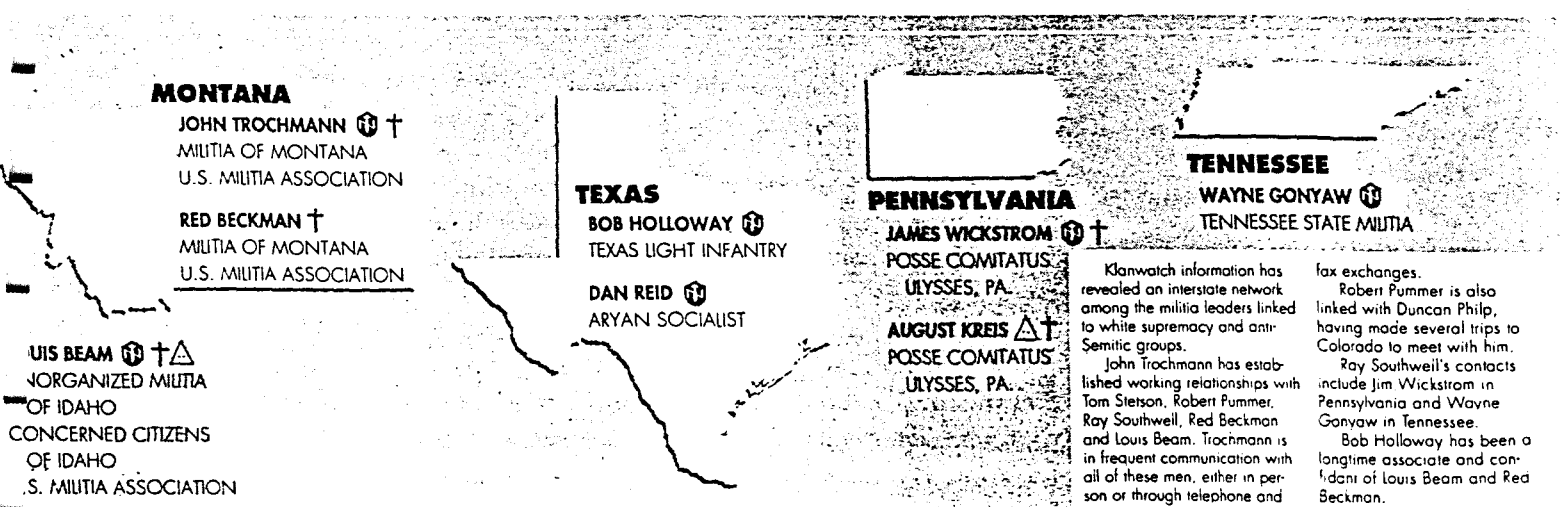 MONTANA
JOHN TROCHMANN †
MILITIA OF MONTANA
U.S. MILITIA ASSOCIATION
RED BECKMAN †
MILITIA OF MONTANA
U.S. MILITIA ASSOCIATION
UIS BEAM †
NORGANIZED MILITIA
OF IDAHO
CONCERNED CITIZENS
OF IDAHO
.S. MILITIA ASSOCIATION
TEXAS
BOB HOLLOWAY
TEXAS LIGHT INFANTRY
DAN REID
ARYAN SOCIALIST
PENNSYLVANIA
JAMES WICKSTROM †
POSSE COMITATUS
ULYSSES, PA.
AUGUST KREIS †
POSSE COMITATUS
ULYSSES, PA.
TENNESSEE
WAYNE GONYAW
TENNESSEE STATE MILITIA
Klanwatch information has
revealed an interstate network
among the militia leaders linked
to white supremacy and anti-
Semitic groups.
John Trochmann has estab-
lished working relationships with
Tom Stetson, Robert Pummer,
Ray Southwell, Red Beckman
and Louis Beam. Trochmann is
in frequent communication with
all of these men, either in per-
son or through telephone and
fax exchanges.
Robert Pummer is also
linked with Duncan Philp,
having made several trips to
Colorado to meet with him.
Ray Southwell's contacts
include Jim Wickstrom in
Pennsylvania and Wayne
Gonyaw in Tennessee.
Bob Holloway has been a
longtime associate and con-
fidant of Louis Beam and Red
Beckman.